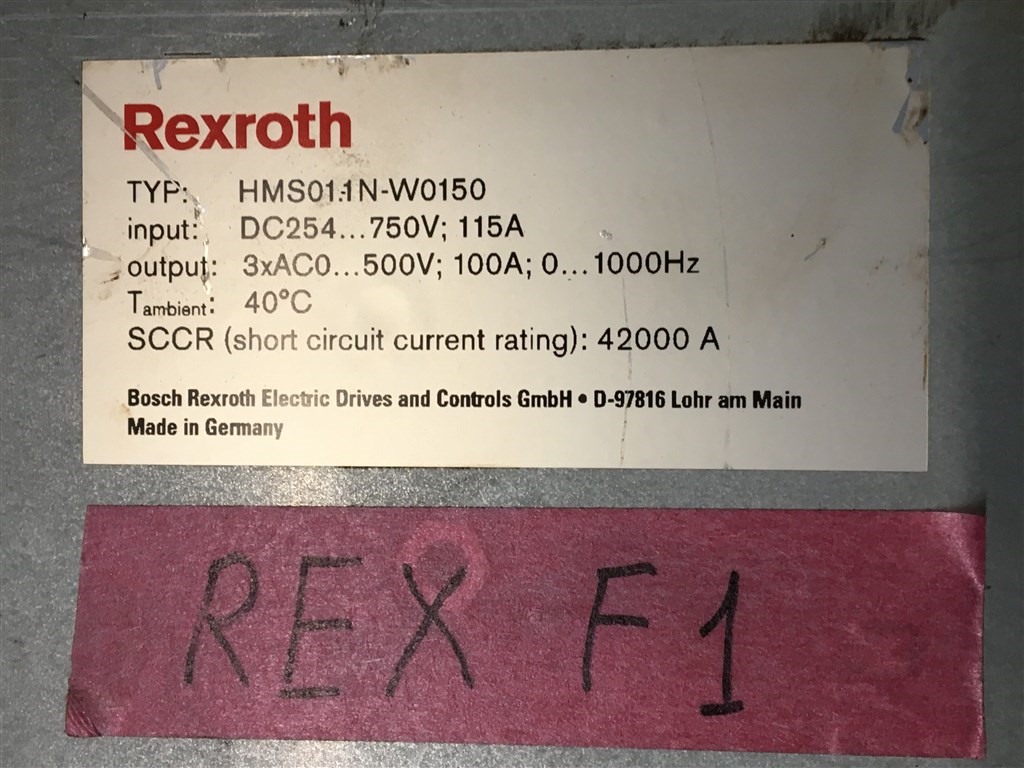 Rexroth
TYP: HMS01.1N-W0150
input: DC254...750V; 115A
output: 3xAC0...500V; 100A; 0...1000Hz
Tambient: 40°C
SCCR (short circuit current rating): 42000 A
Bosch Rexroth Electric Drives and Controls GmbH • D-97816 Lohr am Main
Made in Germany
REX F1